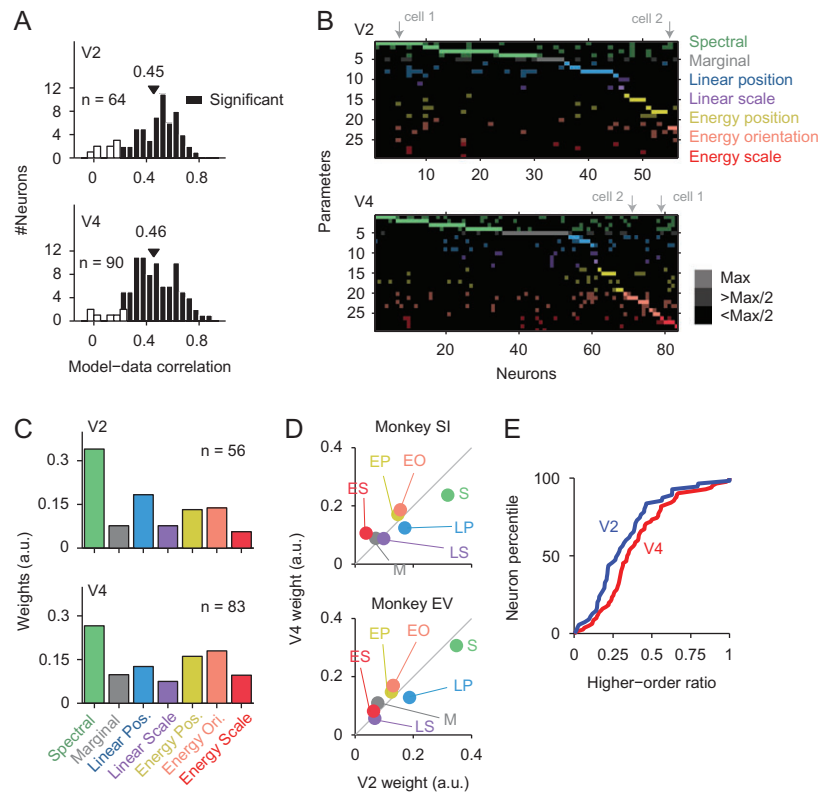 A
V2
0.45
12
n = 64
Significant
8
4
0
0
0.4
0.8
#Neurons
V4
0.46
12
n = 90
8
4
0
0
0.4
0.8
Model−data correlation
B
V2
cell 1
cell 2
5
10
15
20
25
10
20
30
40
50
Spectral
Marginal
Linear position
Linear scale
Energy position
Energy orientation
Energy scale
Parameters
V4
cell 2
cell 1
5
10
15
20
25
20
40
60
80
Neurons
Max
>Max/2
<Max/2
C
V2
n = 56
0.3
0.15
0
Weights (a.u.)
V4
n = 83
0.3
0.15
0
Spectral
Marginal
Linear Pos.
Linear Scale
Energy Pos.
Energy Ori.
Energy Scale
D
Monkey SI
0.4
EP
EO
ES
S
0.2
LP
LS
0
M
V4 weight (a.u.)
Monkey EV
0.4
EP
EO
S
ES
0.2
LP
M
LS
0
0
0.2
0.4
V2 weight (a.u.)
E
100
V2
V4
50
0
Neuron percentile
0
0.25
0.5
0.75
1
Higher-order ratio